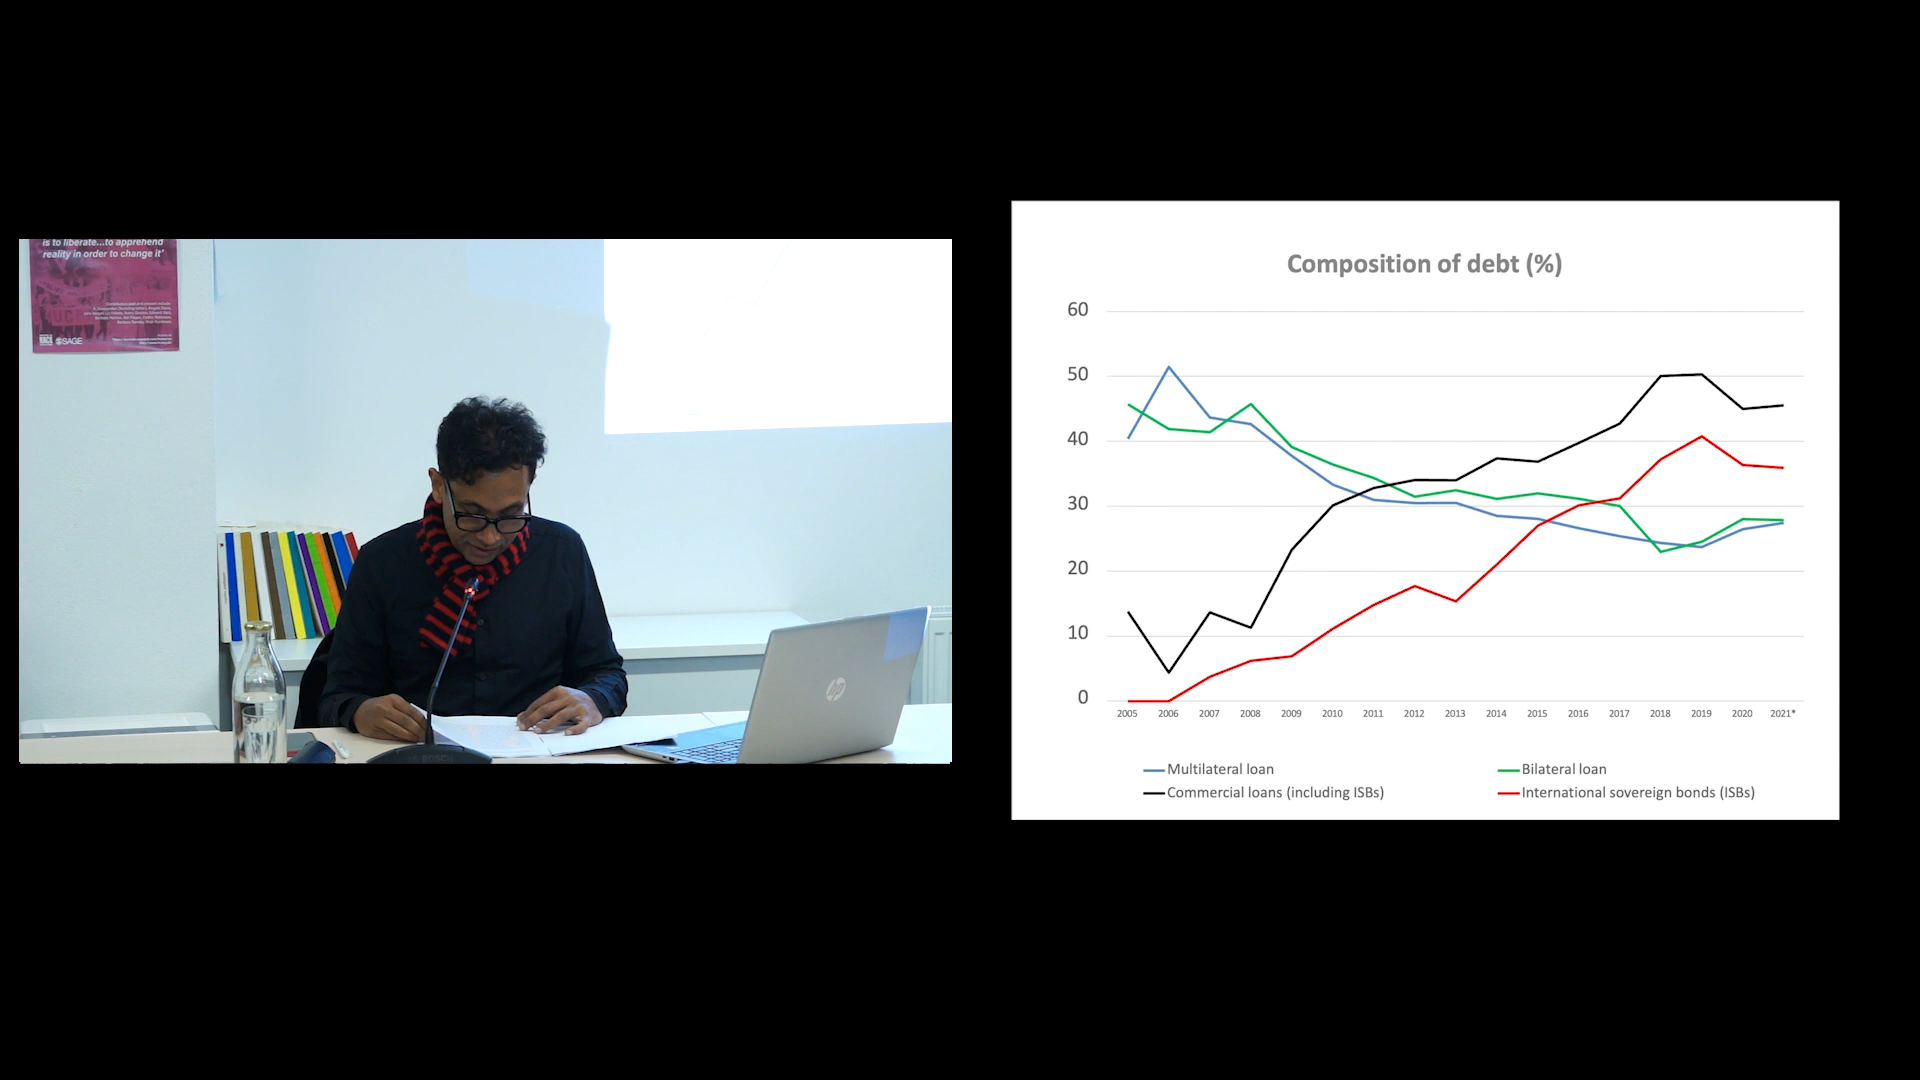 is to liberate...to apprehend
reality in order to change it'
SAGE
hp
BOSCH
Composition of debt (%)
60
50
40
30
20
10
0
2005 2006 2007 2008 2009 2010 2011 2012 2013 2014 2015 2016 2017 2018 2019 2020 2021*
Multilateral loan
Bilateral loan
Commercial loans (including ISBs)
International sovereign bonds (ISBs)